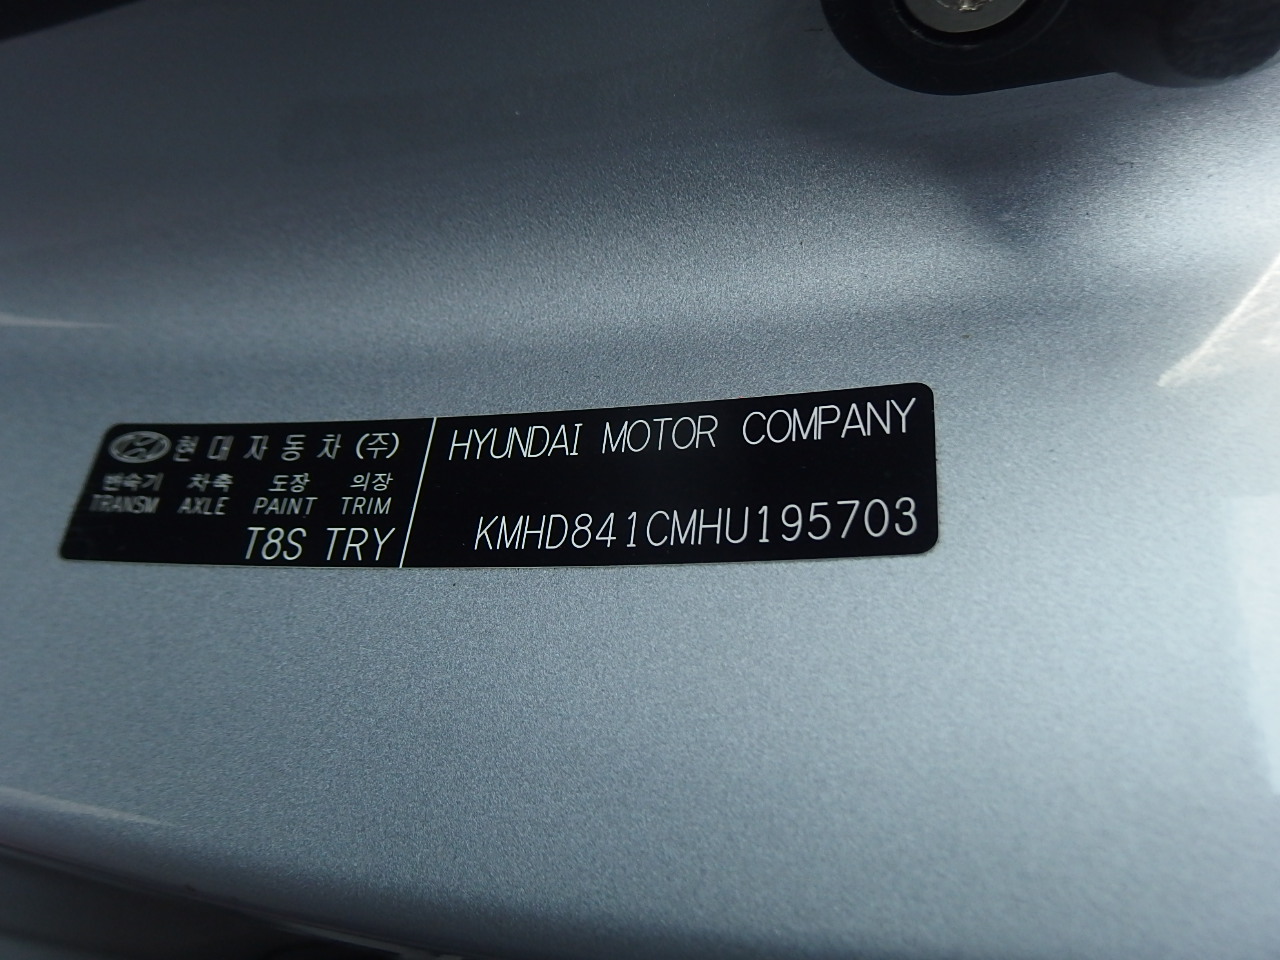 현대자동차(주)
변속기 차축 도장 의장
TRANSM AXLE PAINT TRIM
T8S TRY
HYUNDAI MOTOR COMPANY
KMHD841CMHU195703